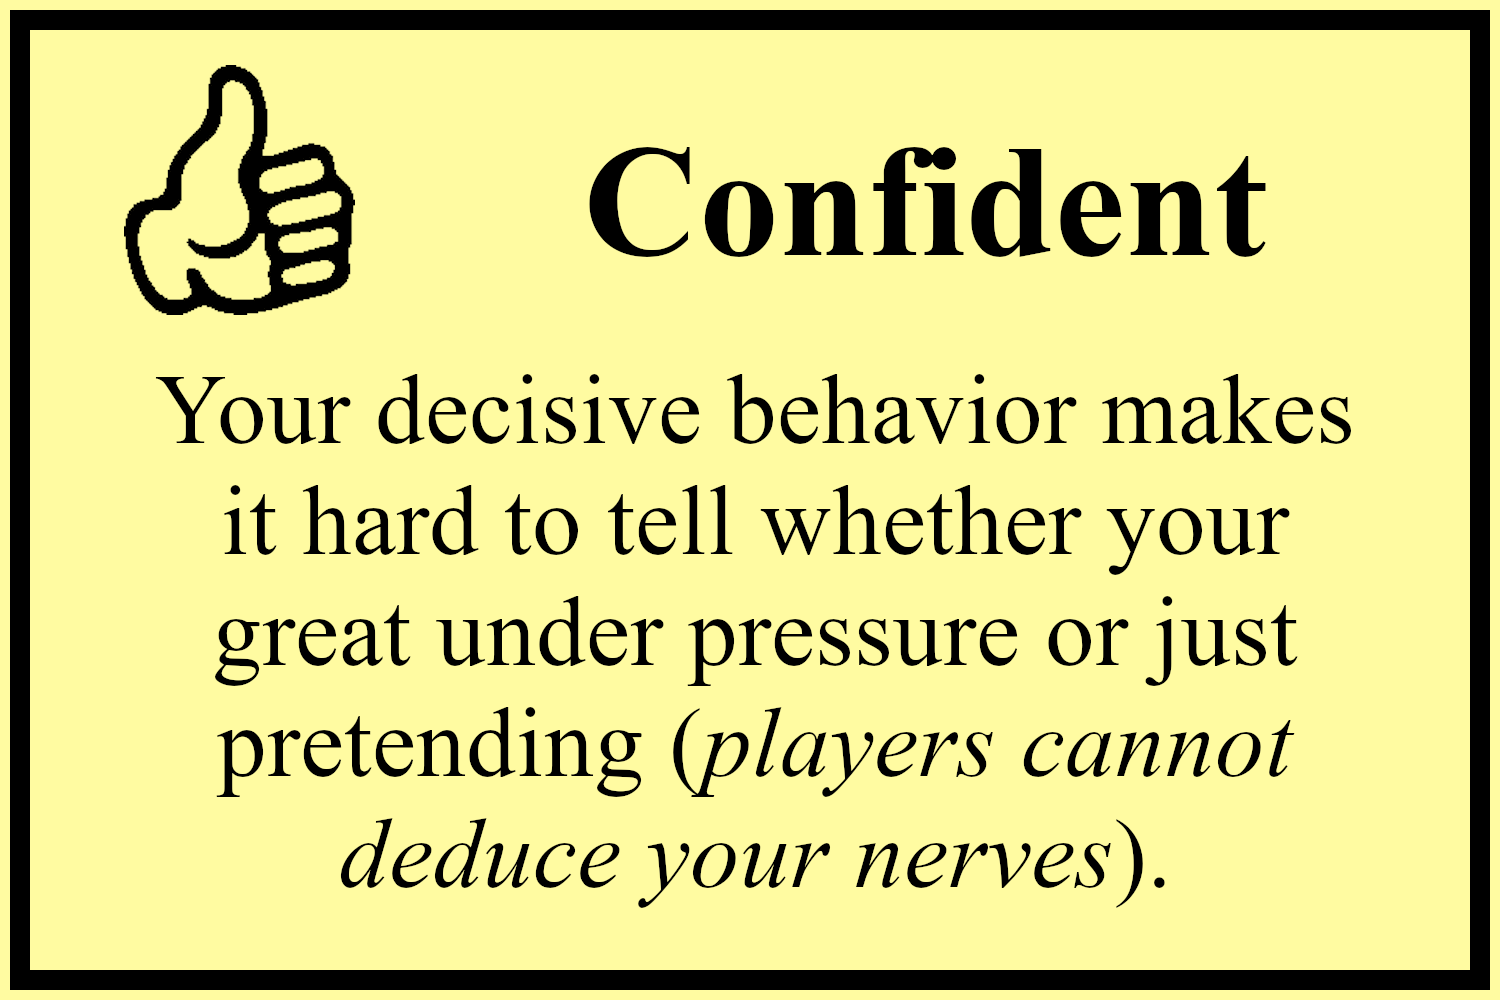 Confident
Your decisive behavior makes
it hard to tell whether your
great under pressure or just
pretending (players cannot
deduce your nerves).